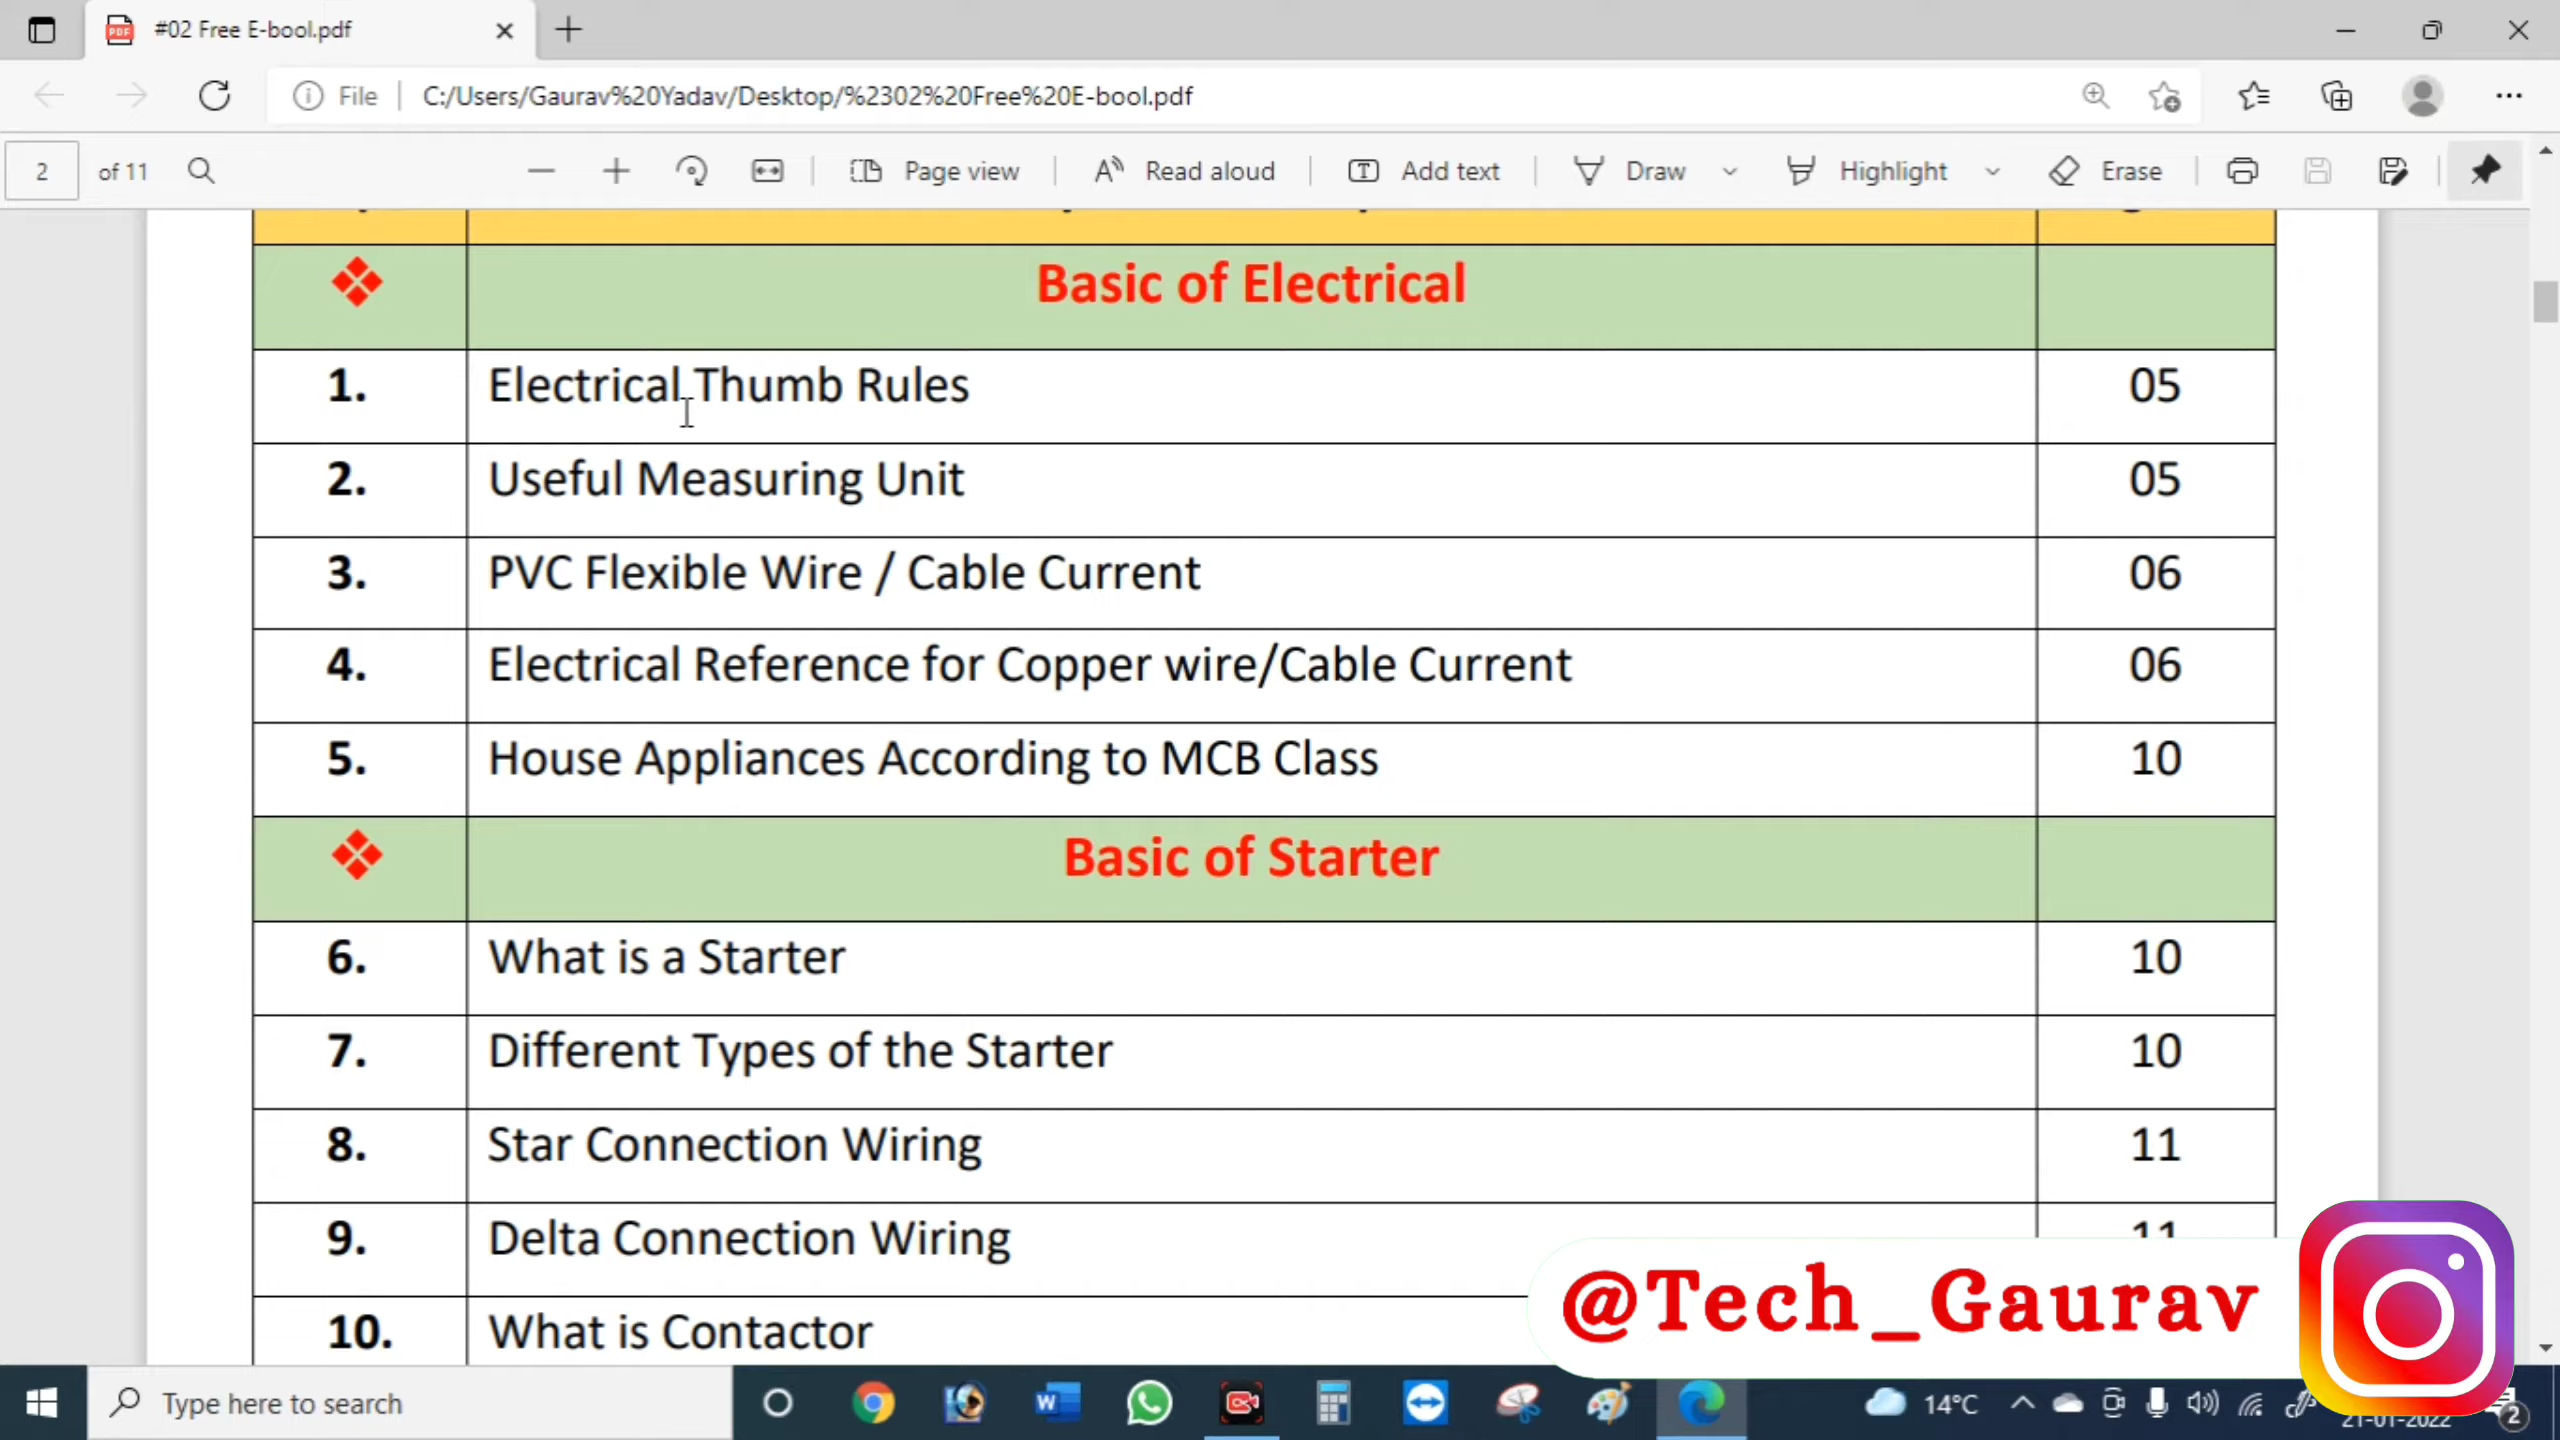 #02 Free E-bool.pdf
File
C:/Users/Gaurav%20Yadav/Desktop/%2302%20Free%20E-bool.pdf
2 of 11
Page view
Read aloud
Add text
Draw
Highlight
Erase
Basic of Electrical
1. Electrical Thumb Rules 05
2. Useful Measuring Unit 05
3. PVC Flexible Wire / Cable Current 06
4. Electrical Reference for Copper wire/Cable Current 06
5. House Appliances According to MCB Class 10
Basic of Starter
6. What is a Starter 10
7. Different Types of the Starter 10
8. Star Connection Wiring 11
9. Delta Connection Wiring 11
10. What is Contactor
@Tech_Gaurav
Type here to search
14°C
21-01-2022
2